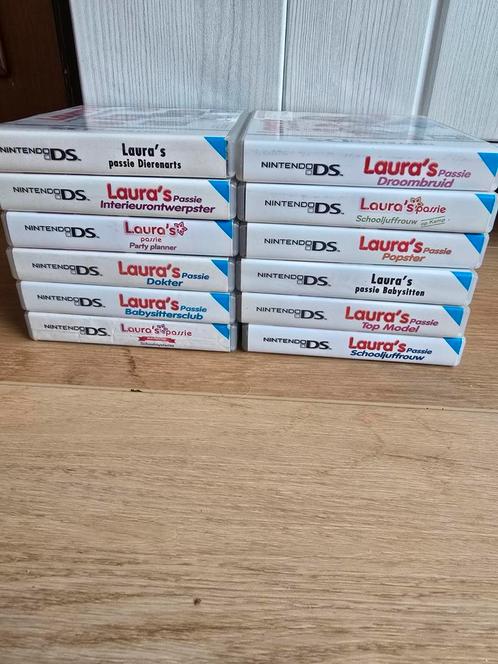 NINTENDO DS
Laura's
passie Dierenarts
NINTENDO DS
Laura's Passie
Interieurontwerpster
NINTENDO DS
Laura's
passie
Party planner
NINTENDO DS
Laura's Passie
Dokter
NINTENDO DS
Laura's Passie
Babysittersclub
NINTENDO DS
Laura's passie
NINTENDO DS
Laura's Passie
Droombruid
NINTENDO DS
Laura's passie
Schooljuffrouw op Kamp
NINTENDO DS
Laura's Passie
Popster
NINTENDO DS
Laura's
passie Babysitten
NINTENDO DS
Laura's Passie
Top Model
NINTENDO DS
Laura's Passie
Schooljuffrouw